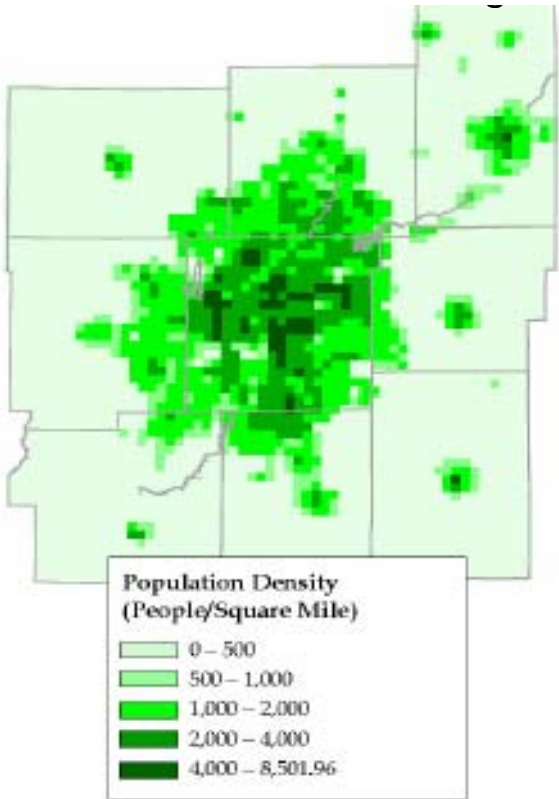 Population Density
(People/Square Mile)
0 – 500
500 – 1,000
1,000 – 2,000
2,000 – 4,000
4,000 – 8,501.96